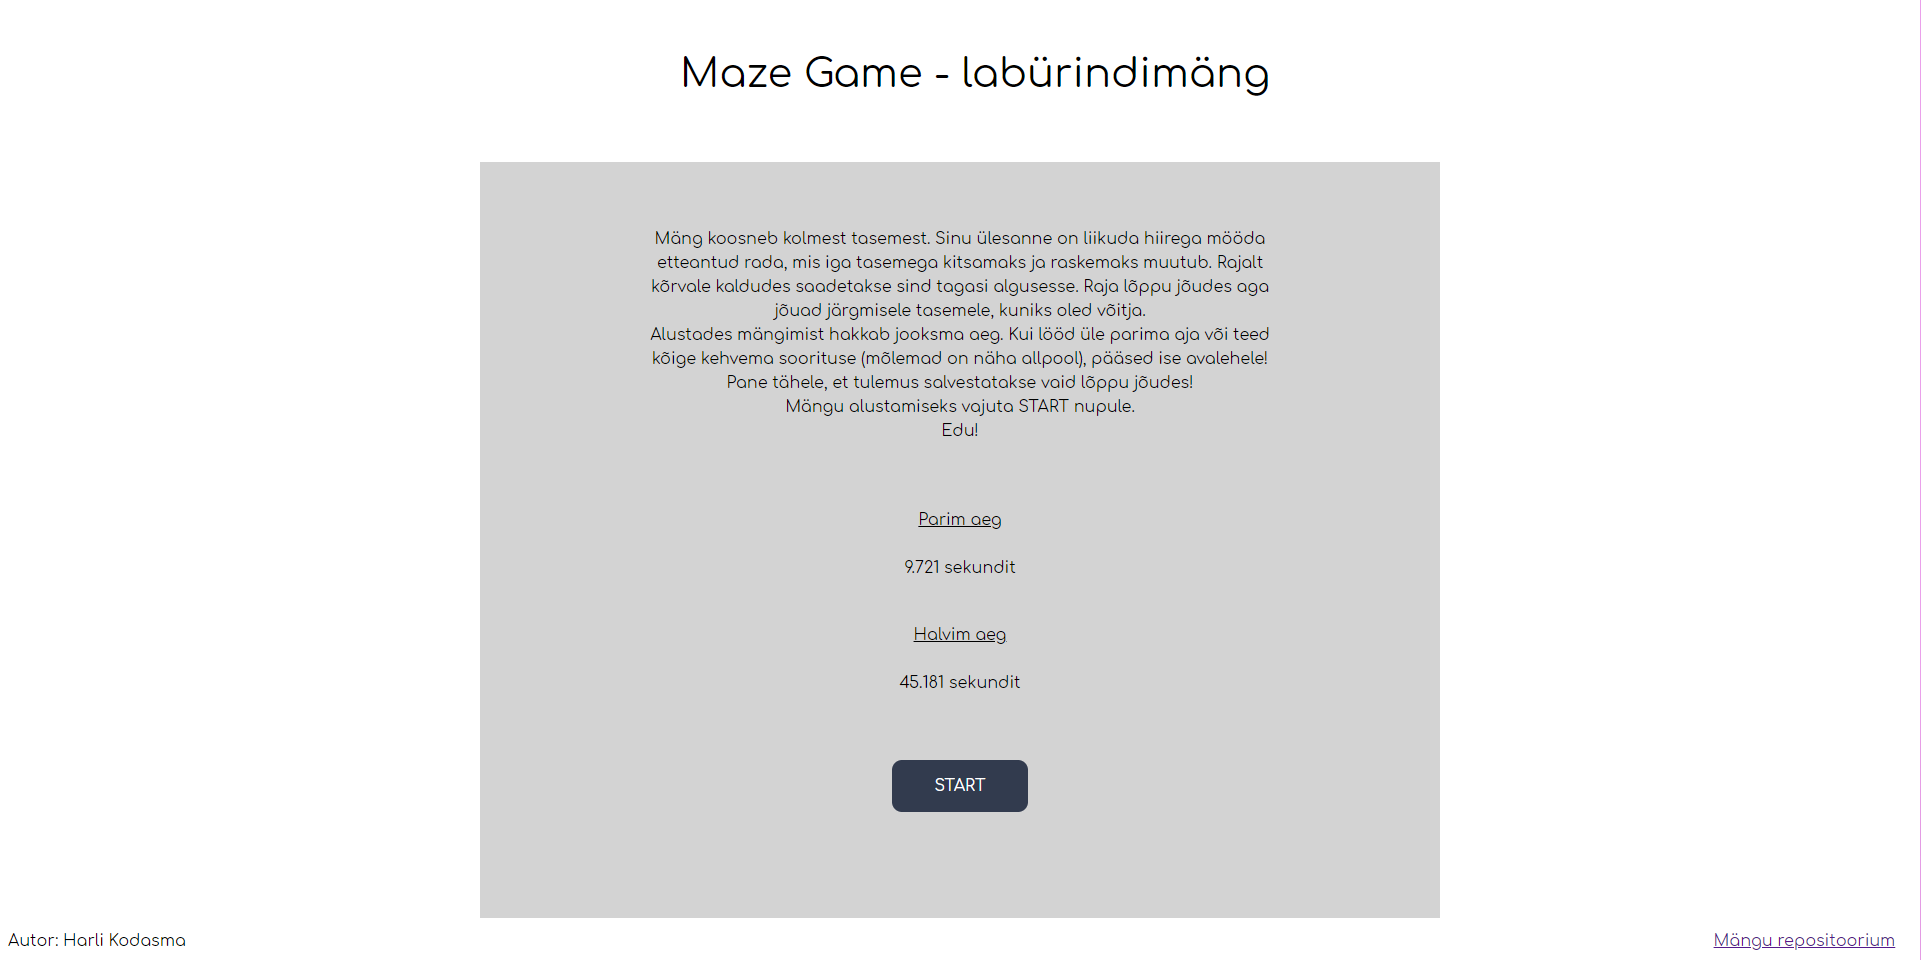 Maze Game - labürindimäng
Mäng koosneb kolmest tasemest. Sinu ülesanne on liikuda hiirega mööda
etteantud rada, mis iga tasemega kitsamaks ja raskemaks muutub. Rajalt
kõrvale kaldudes saadetakse sind tagasi algusesse. Raja lõppu jõudes aga
jõuad järgmisele tasemele, kuniks oled võitja.
Alustades mängimist hakkab jooksma aeg. Kui lööd üle parima aja või teed
kõige kehvema soorituse (mõlemad on näha allpool), pääsed ise avalehele!
Pane tähele, et tulemus salvestatakse vaid lõppu jõudes!
Mängu alustamiseks vajuta START nupule.
Edu!
Parim aeg
9.721 sekundit
Halvim aeg
45.181 sekundit
START
Autor: Harli Kodasma
Mängu repositoorium